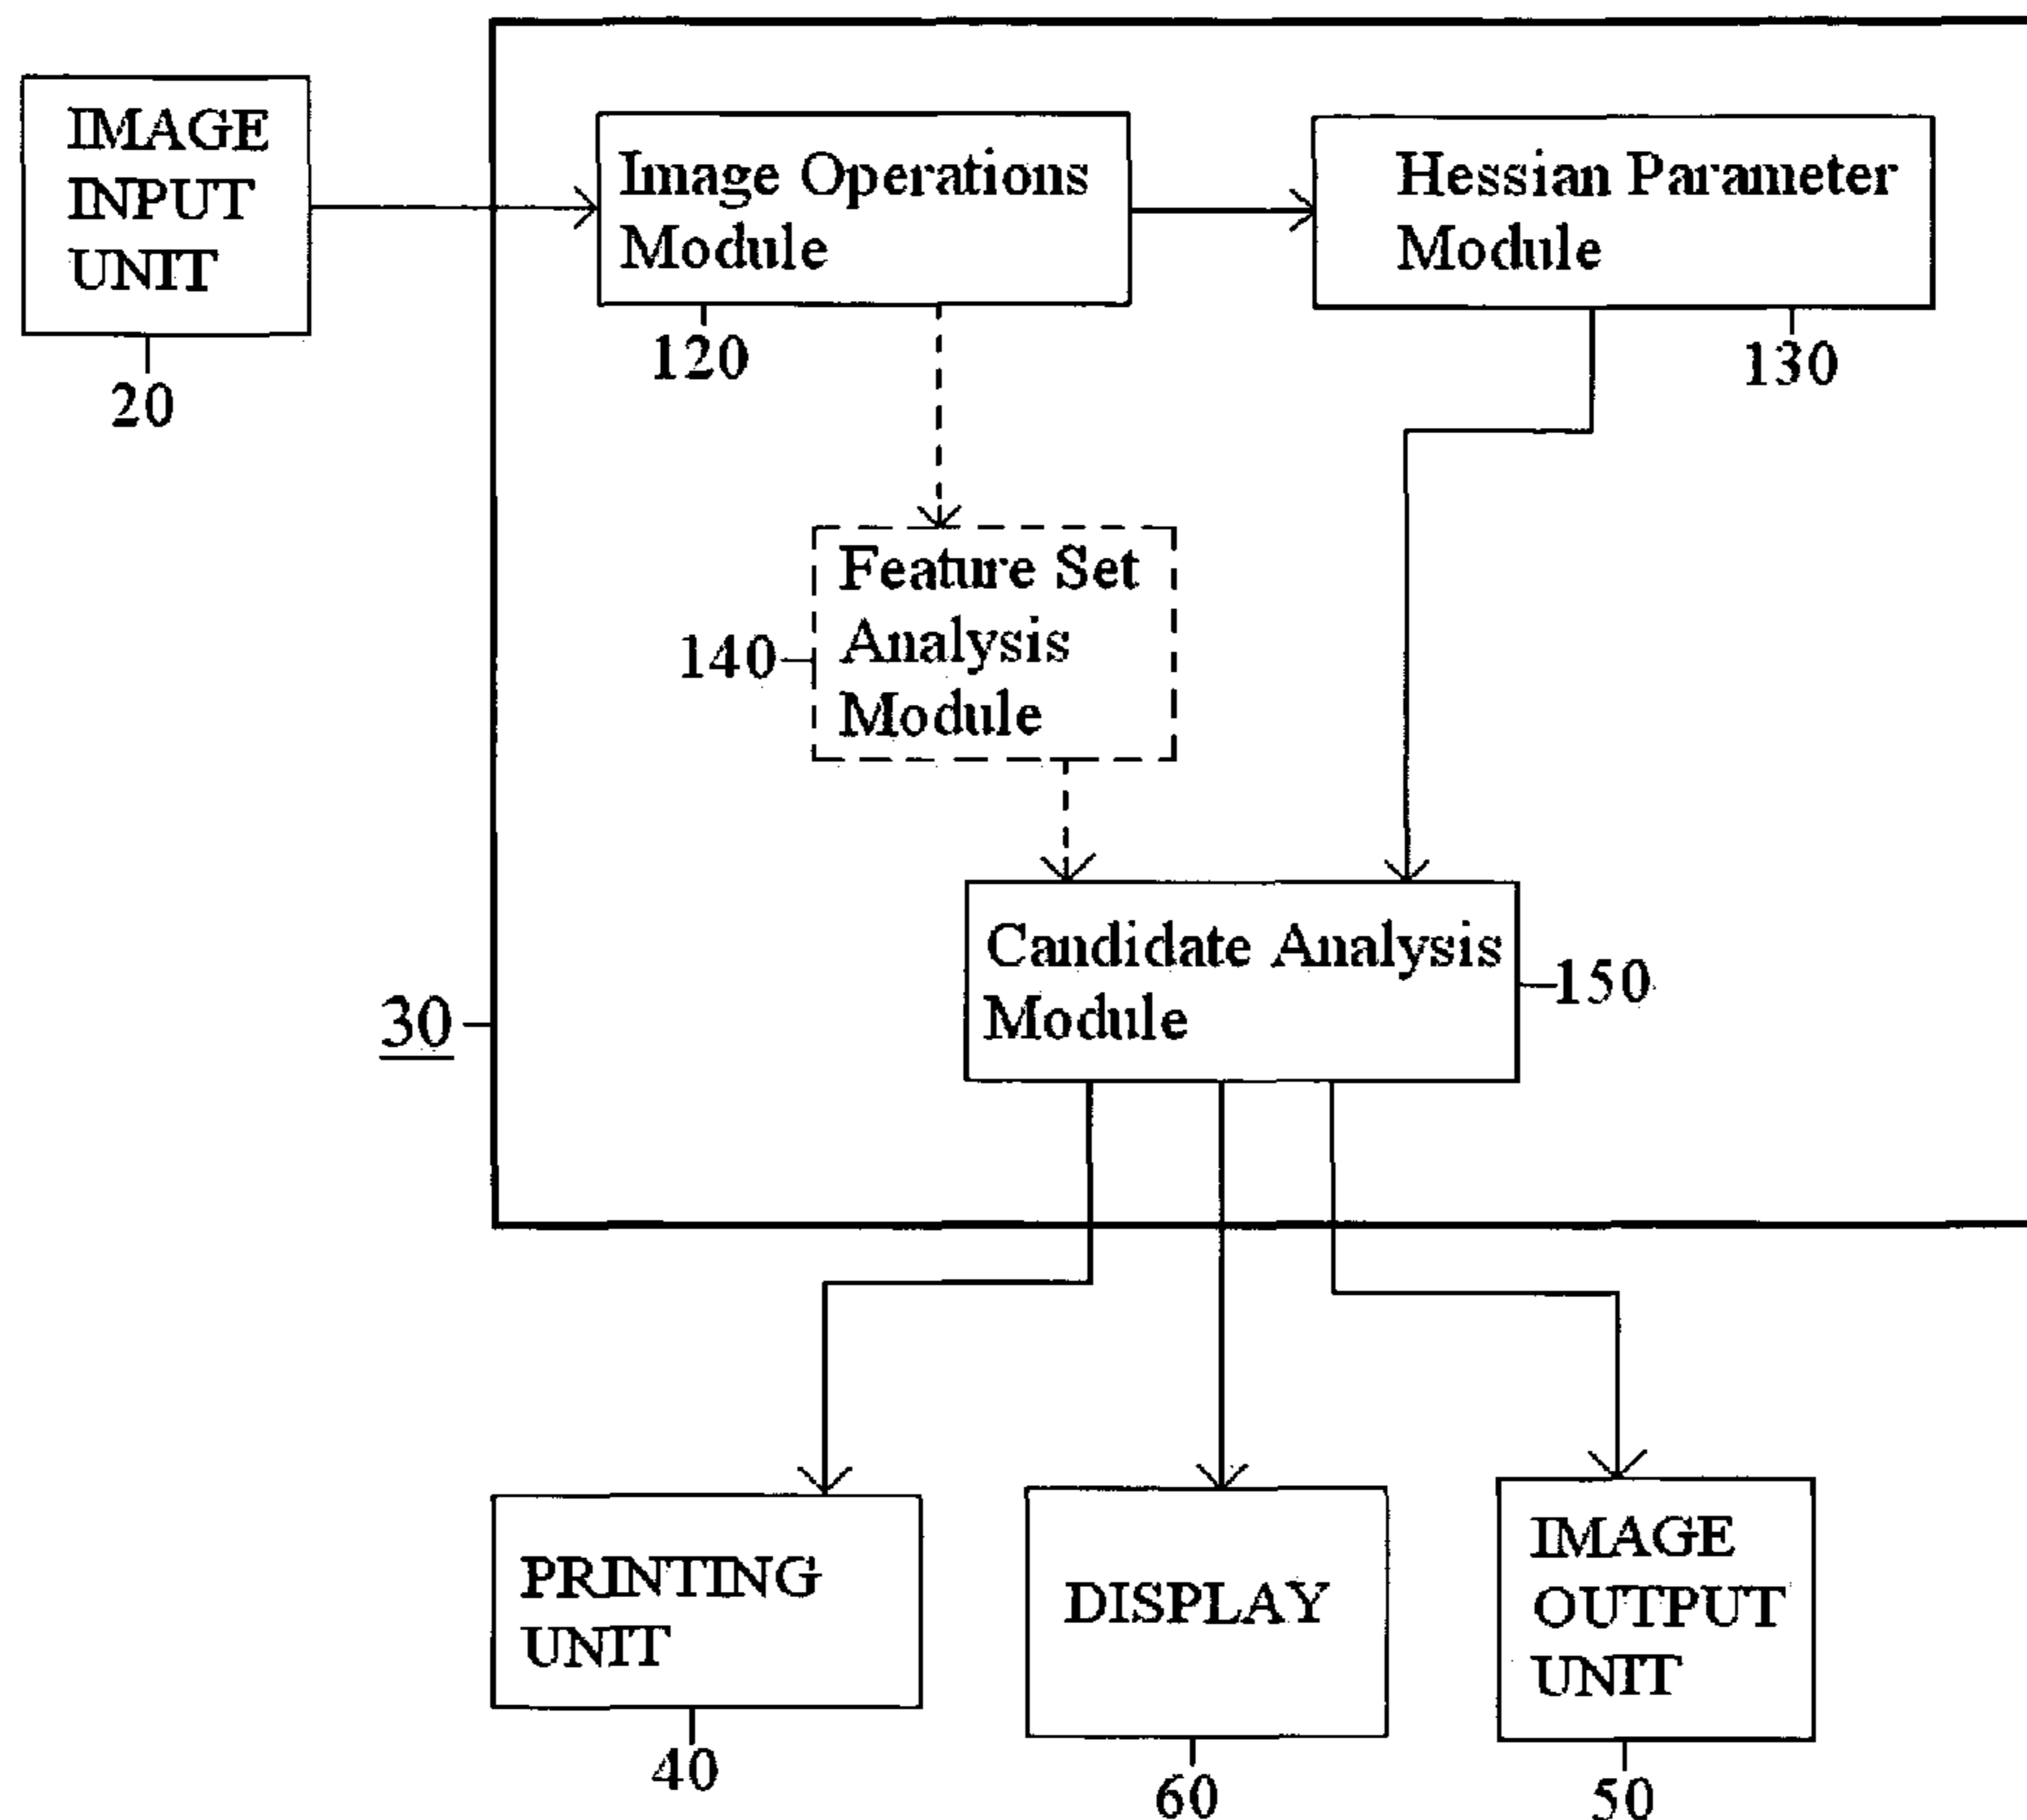 IMAGE
INPUT
UNIT
20
Image Operations
Module
120
Hessian Parameter
Module
130
Feature Set
Analysis
Module
140
Candidate Analysis
Module
150
30
PRINTING
UNIT
40
DISPLAY
60
IMAGE
OUTPUT
UNIT
50